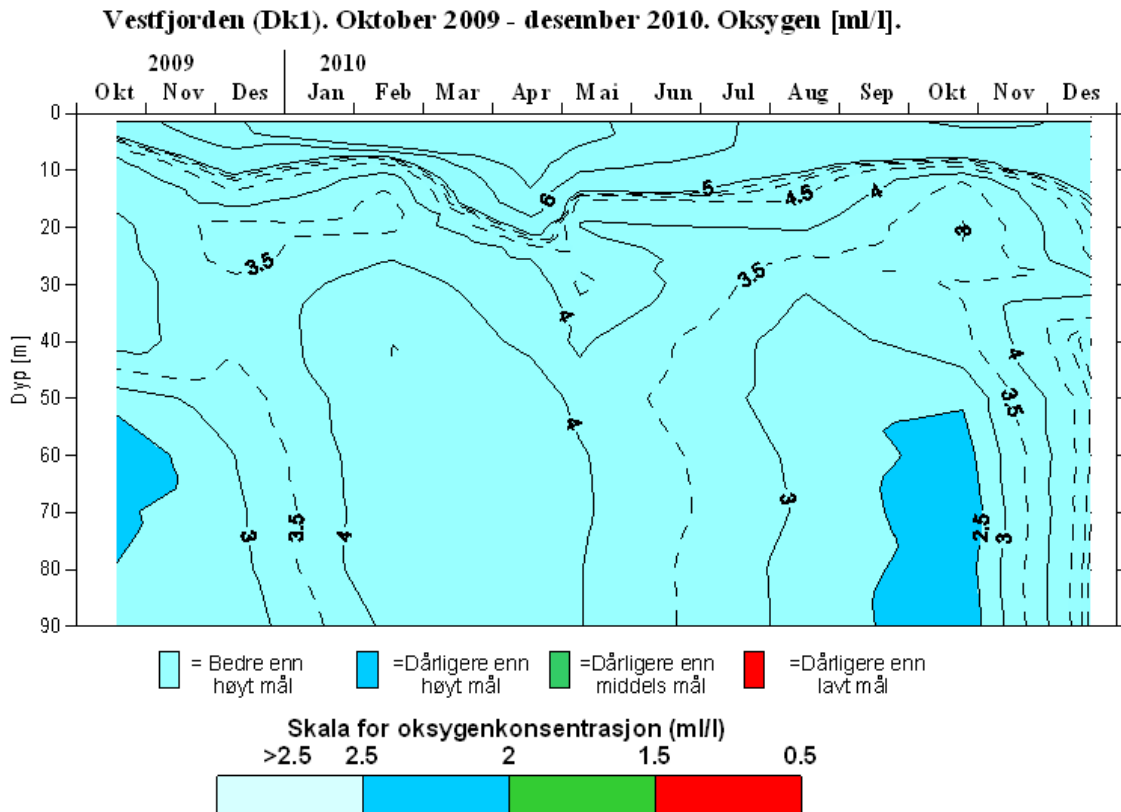 Vestfjorden (Dk1). Oktober 2009 - desember 2010. Oksygen [ml/l].
2009 2010
Okt Nov Des Jan Feb Mar Apr Mai Jun Jul Aug Sep Okt Nov Des
0
10
20
30
40
50
60
70
80
90
Dyp [m]
6
5
4.5
4
3
3.5
3.5
4
4
3.5
4
3
3
3.5
4
2.5
3
= Bedre enn
høyt mål
=Dårligere enn
høyt mål
=Dårligere enn
middels mål
=Dårligere enn
lavt mål
Skala for oksygenkonsentrasjon (ml/l)
>2.5 2.5 2 1.5 0.5